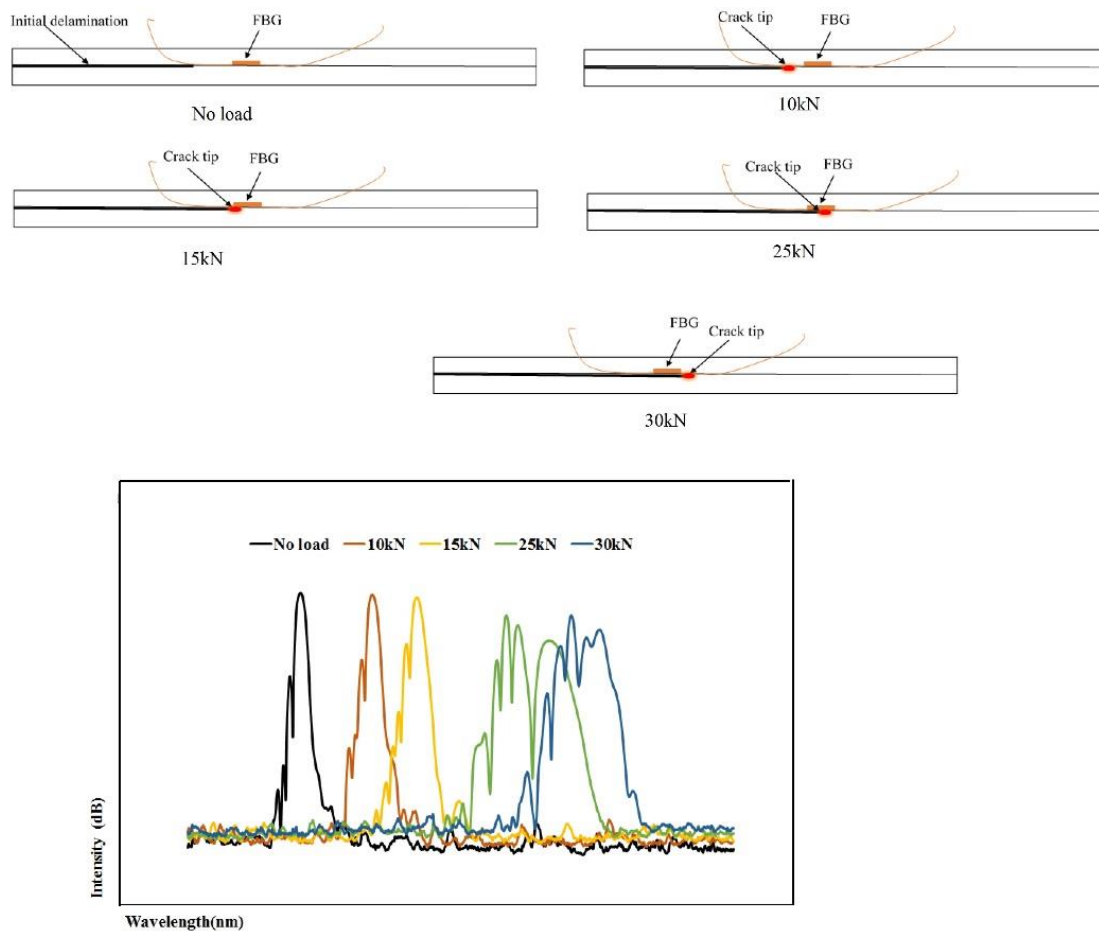 Initial delamination
FBG
No load
Crack tip
FBG
10kN
Crack tip
FBG
15kN
Crack tip
FBG
25kN
FBG
Crack tip
30kN
No load 10kN 15kN 25kN 30kN
Intensity (dB)
Wavelength(nm)